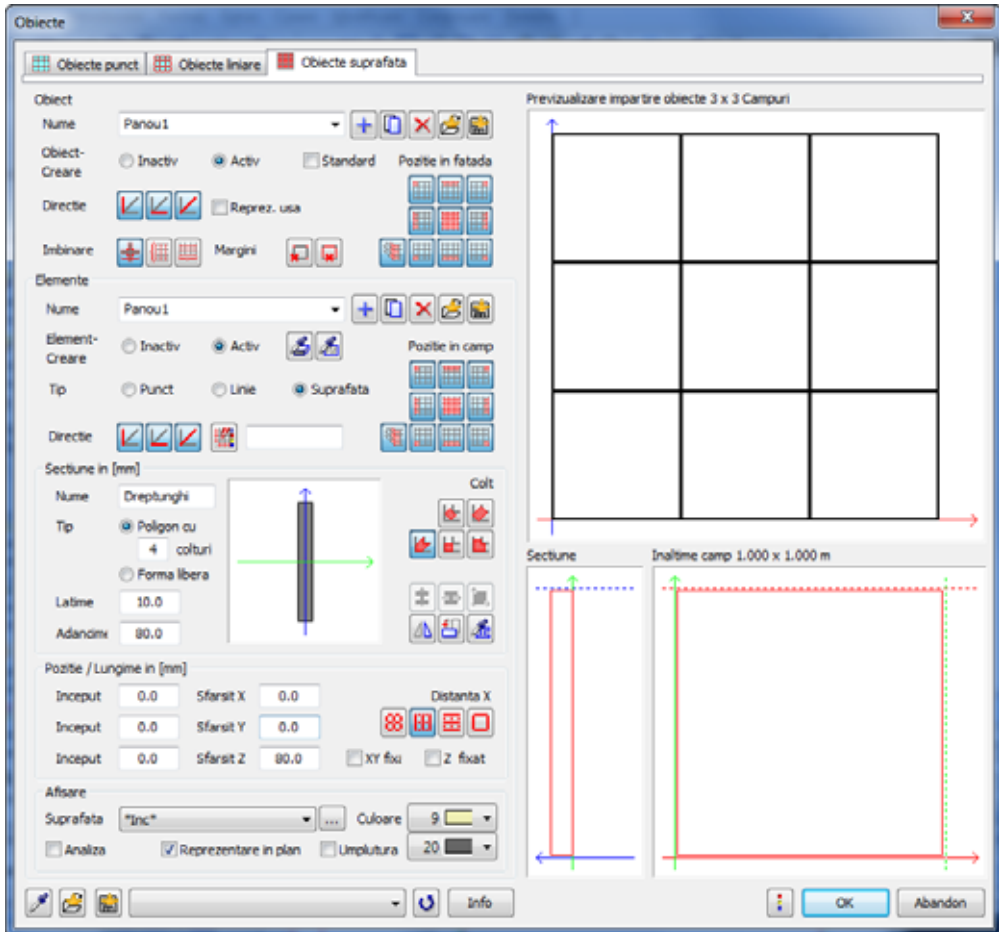 Obiecte
Obiecte punct Obiecte liniare Obiecte suprafata
Obiect
Nume Panou1
Obiect-Creare Inactiv Activ Standard Pozitie in fatada
Directie Reprez. usa
Imbinare Margini
Elemente
Nume Panou1
Element-Creare Inactiv Activ Pozitie in camp
Tip Punct Linie Suprafata
Directie
Sectiune in [mm]
Nume Dreptunghi Colt
Tip Poligon cu
4 colturi
Forma libera
Latime 10.0
Adancime 80.0
Pozitie / Lungime in [mm]
Inceput 0.0 Sfarsit X 0.0 Distanta X
Inceput 0.0 Sfarsit Y 0.0
Inceput 0.0 Sfarsit Z 80.0 XY fixi Z fixat
Afisare
Suprafata "Inc" ... Culoare 9
Analiza Reprezentare in plan Umplutura 20
Previzualizare impartire obiecte 3 x 3 Campuri
Sectiune Inaltime camp 1.000 x 1.000 m
Info OK Abandon